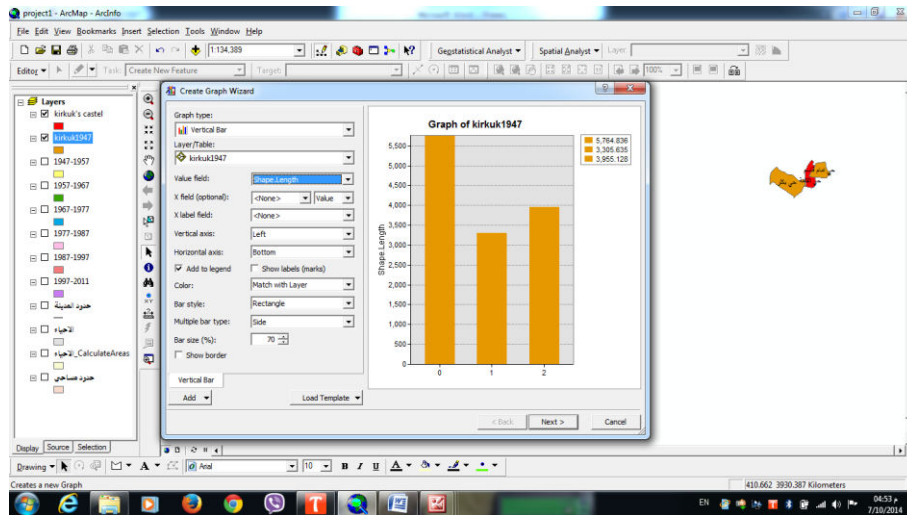 project1 - ArcMap - ArcInfo
File Edit View Bookmarks Insert Selection Tools Window Help
1:134,389
Geostatistical Analyst
Spatial Analyst
Layer:
Editor
Task: Create New Feature
Target:
100%
Layers
kirkuk's castel
kirkuk1947
1947-1957
1957-1967
1967-1977
1977-1987
1987-1997
1997-2011
حدود المدينة
الاحياء
الاحياء_CalculateAreas
Display Source Selection
Create Graph Wizard
Graph type:
Vertical Bar
Layer/Table:
kirkuk1947
Value field: Shape.Length
X field (optional): <None> Value
X label field: <None>
Vertical axis: Left
Horizontal axis: Bottom
Add to legend Show labels (marks)
Color: Match with Layer
Bar style: Rectangle
Multiple bar type: Side
Bar size (%): 70
Show border
Vertical Bar
Add Load Template
Graph of kirkuk1947
5,764.836
3,305.635
3,955.128
Shape.Length
5,500
5,000
4,500
4,000
3,500
3,000
2,500
2,000
1,500
1,000
500
0
0 1 2
< Back Next > Cancel
Drawing Arial 10 B I U A
Creates a new Graph
410.662 3930.387 Kilometers
EN
04:53 م
7/10/2014